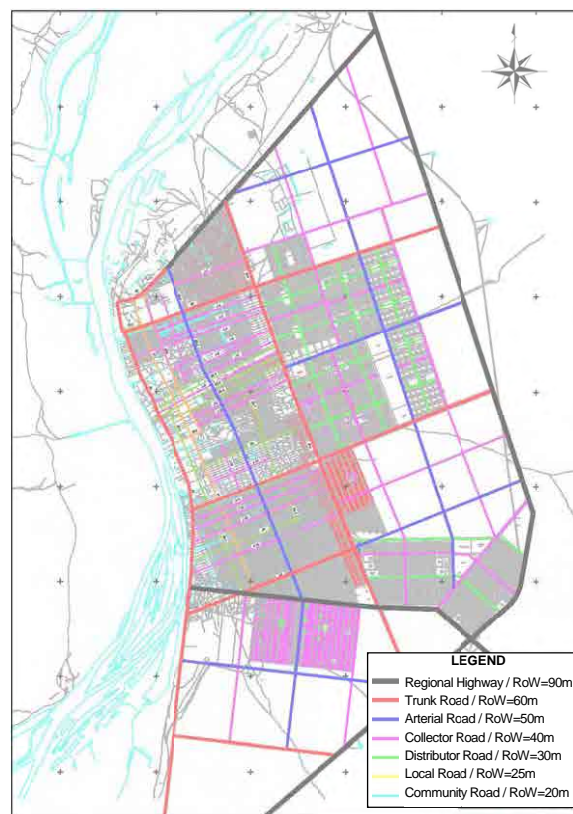 LEGEND
Regional Highway / RoW=90m
Trunk Road / RoW=60m
Arterial Road / RoW=50m
Collector Road / RoW=40m
Distributor Road / RoW=30m
Local Road / RoW=25m
Community Road / RoW=20m